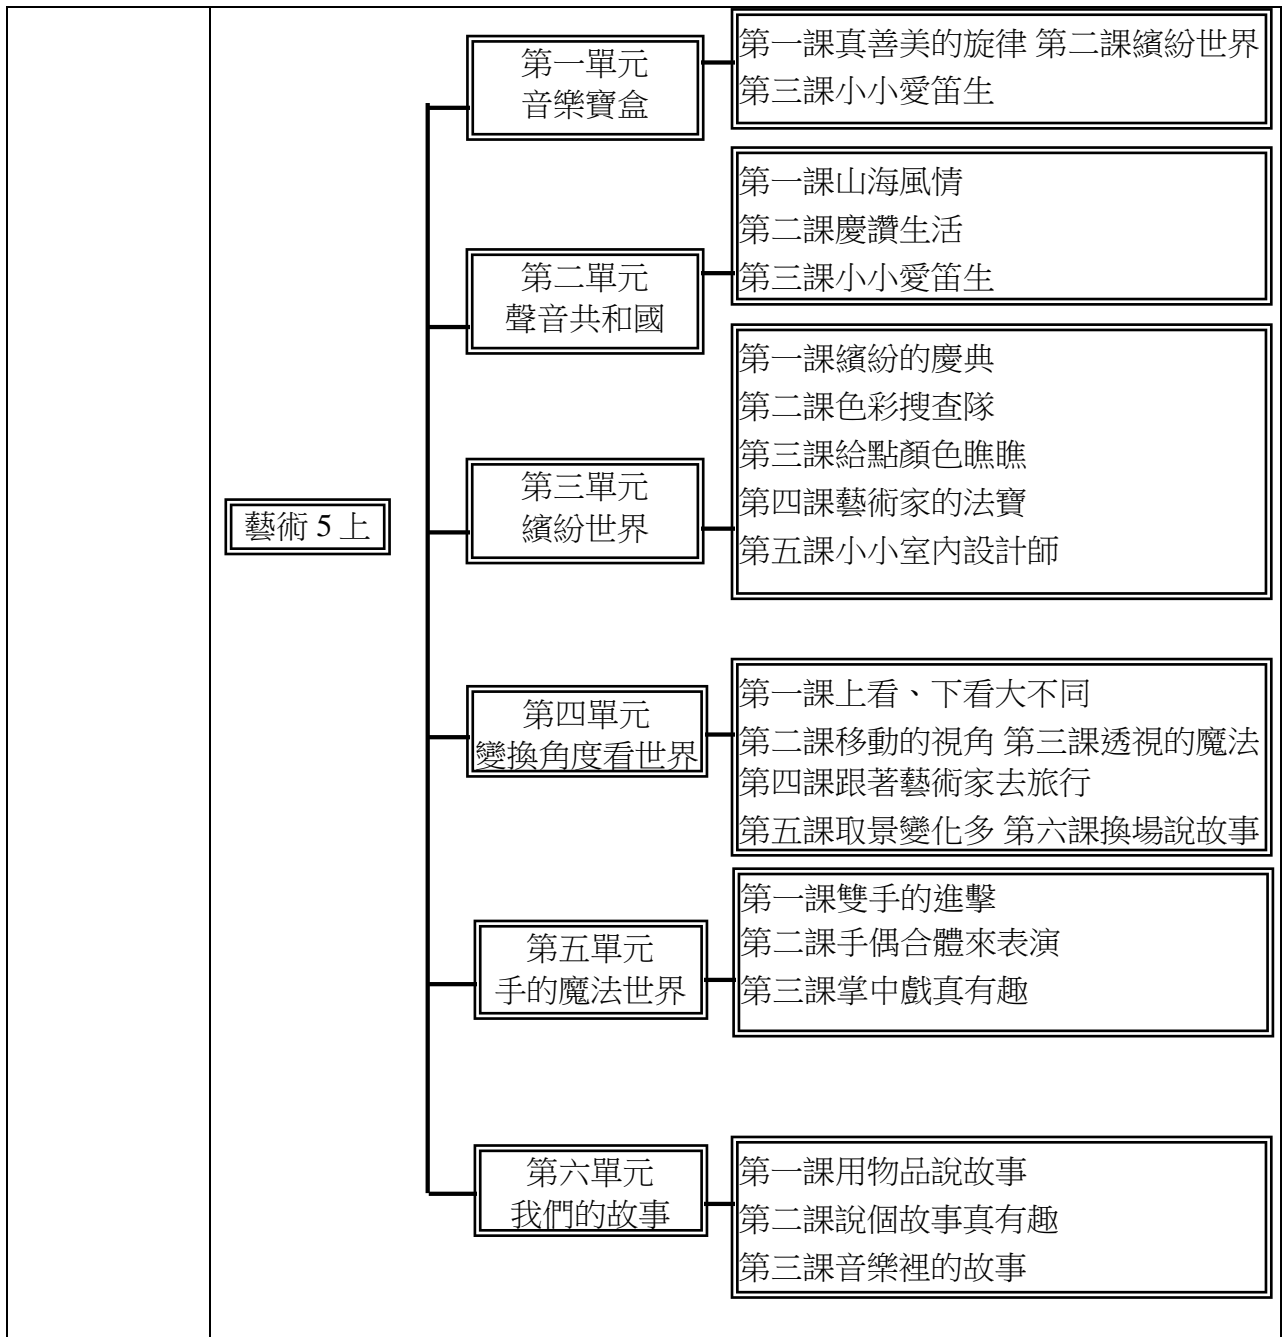 藝術 5 上
第一單元
音樂寶盒
第一課真善美的旋律 第二課繽紛世界
第三課小小愛笛生
第二單元
聲音共和國
第一課山海風情
第二課慶讚生活
第三課小小愛笛生
第三單元
繽紛世界
第一課繽紛的慶典
第二課色彩搜查隊
第三課給點顏色瞧瞧
第四課藝術家的法寶
第五課小小室內設計師
第四單元
變換角度看世界
第一課上看、下看大不同
第二課移動的視角 第三課透視的魔法
第四課跟著藝術家去旅行
第五課取景變化多 第六課換場說故事
第五單元
手的魔法世界
第一課雙手的進擊
第二課手偶合體來表演
第三課掌中戲真有趣
第六單元
我們的故事
第一課用物品說故事
第二課說個故事真有趣
第三課音樂裡的故事